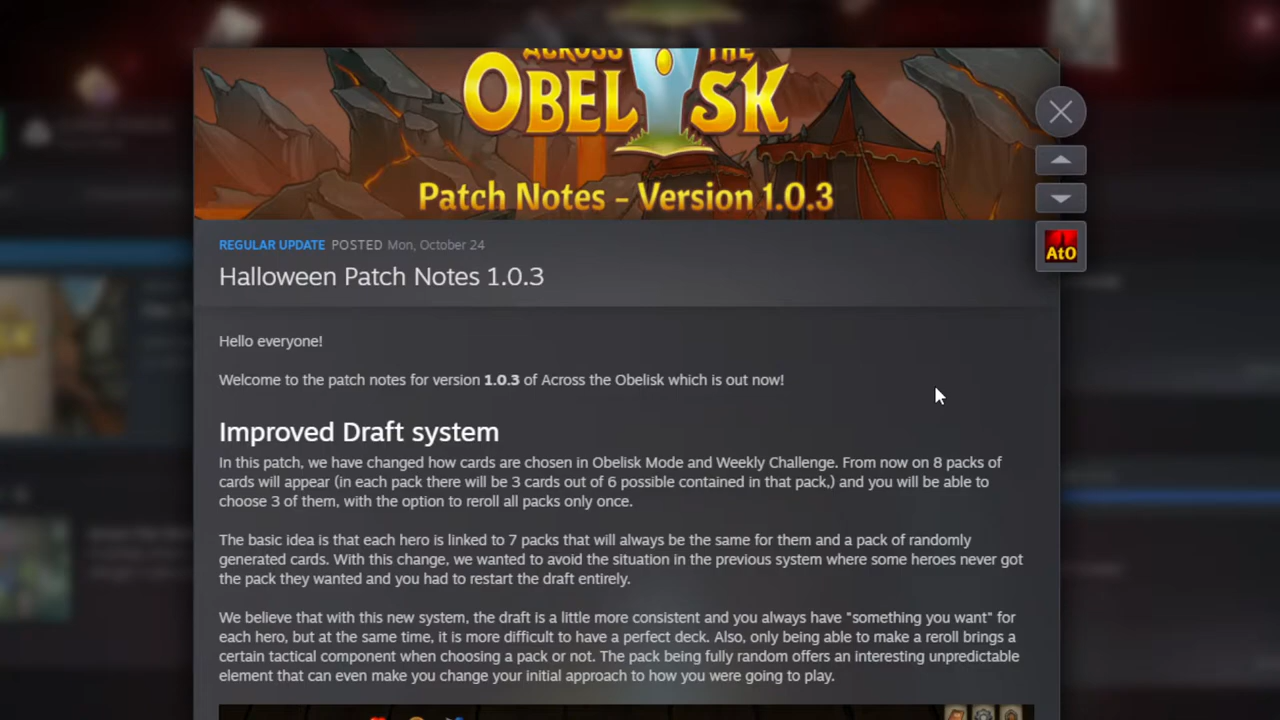 ACROSS THE
OBELISK
Patch Notes - Version 1.0.3
REGULAR UPDATE POSTED Mon, October 24
AtO
Halloween Patch Notes 1.0.3
Hello everyone!
Welcome to the patch notes for version 1.0.3 of Across the Obelisk which is out now!
Improved Draft system
In this patch, we have changed how cards are chosen in Obelisk Mode and Weekly Challenge. From now on 8 packs of
cards will appear (in each pack there will be 3 cards out of 6 possible contained in that pack,) and you will be able to
choose 3 of them, with the option to reroll all packs only once.
The basic idea is that each hero is linked to 7 packs that will always be the same for them and a pack of randomly
generated cards. With this change, we wanted to avoid the situation in the previous system where some heroes never got
the pack they wanted and you had to restart the draft entirely.
We believe that with this new system, the draft is a little more consistent and you always have "something you want" for
each hero, but at the same time, it is more difficult to have a perfect deck. Also, only being able to make a reroll brings a
certain tactical component when choosing a pack or not. The pack being fully random offers an interesting unpredictable
element that can even make you change your initial approach to how you were going to play.